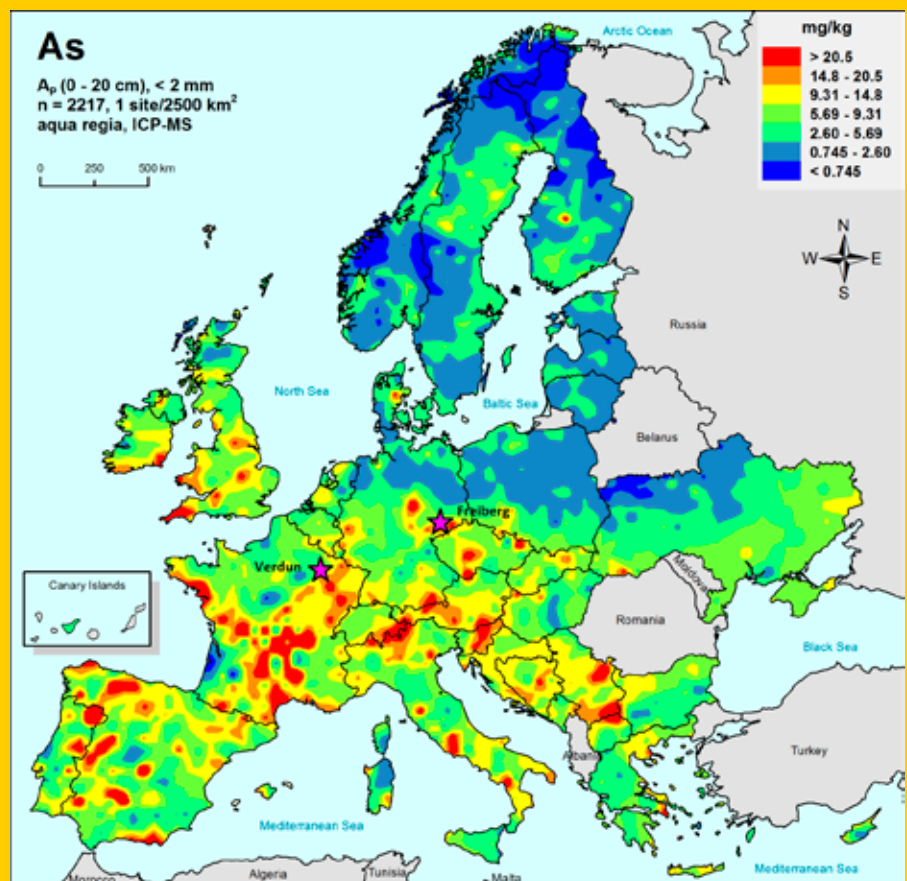 As
Aₚ (0 - 20 cm), < 2 mm
n = 2217, 1 site/2500 km²
aqua regia, ICP-MS
0 250 500 km
mg/kg
> 20.5
14.8 - 20.5
9.31 - 14.8
5.69 - 9.31
2.60 - 5.69
0.745 - 2.60
< 0.745
Arctic Ocean
N
W E
S
Russia
North Sea
Baltic Sea
Belarus
Freiberg
Verdun
Moldova
Canary Islands
Romania
Black Sea
Albania
Turkey
Mediterranean Sea
Mediterranean Sea
Morocco
Algeria
Tunisia
Malta